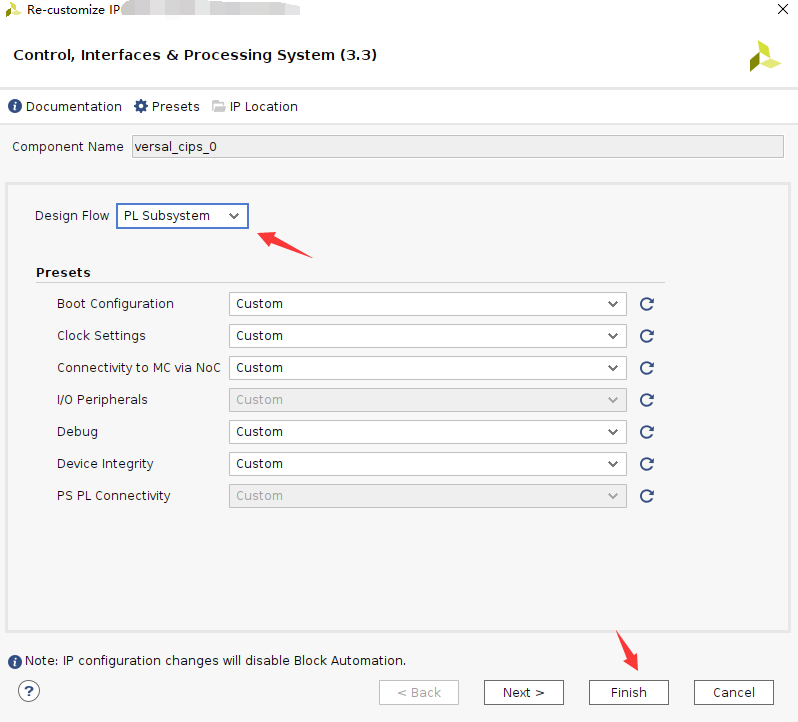 Re-customize IP
Control, Interfaces & Processing System (3.3)
Documentation Presets IP Location
Component Name versal_cips_0
Design Flow PL Subsystem
Presets
Boot Configuration Custom
Clock Settings Custom
Connectivity to MC via NoC Custom
I/O Peripherals Custom
Debug Custom
Device Integrity Custom
PS PL Connectivity Custom
Note: IP configuration changes will disable Block Automation.
? < Back Next > Finish Cancel